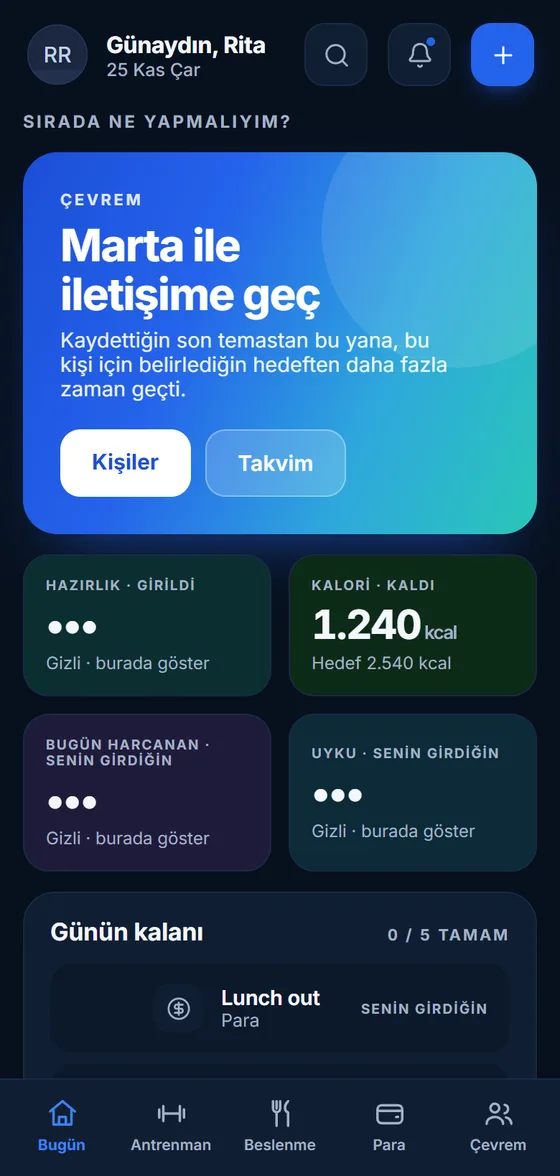 RR
Günaydın, Rita
25 Kas Çar
SIRADA NE YAPMALIYIM?
ÇEVREM
Marta ile
iletişime geç
Kaydettiğin son temastan bu yana, bu
kişi için belirlediğin hedeften daha fazla
zaman geçti.
Kişiler
Takvim
HAZIRLIK · GİRİLDİ
●●●
Gizli · burada göster
KALORİ · KALDI
1.240 kcal
Hedef 2.540 kcal
BUGÜN HARCANAN ·
SENİN GİRDİĞİN
●●●
Gizli · burada göster
UYKU · SENİN GİRDİĞİN
●●●
Gizli · burada göster
Günün kalanı
0 / 5 TAMAM
Lunch out
Para
SENİN GİRDİĞİN
Bugün
Antrenman
Beslenme
Para
Çevrem